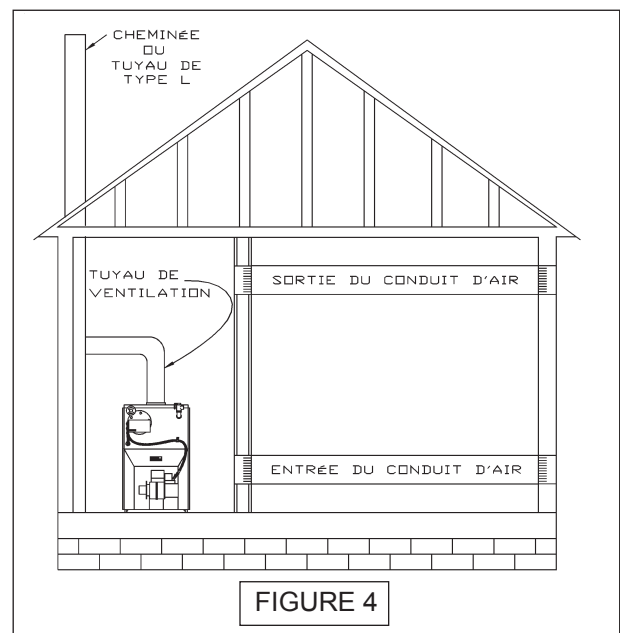 CHEMINÉE
OU
TUYAU DE
TYPE L
TUYAU DE
VENTILATION
SORTIE DU CONDUIT D'AIR
ENTRÉE DU CONDUIT D'AIR
FIGURE 4